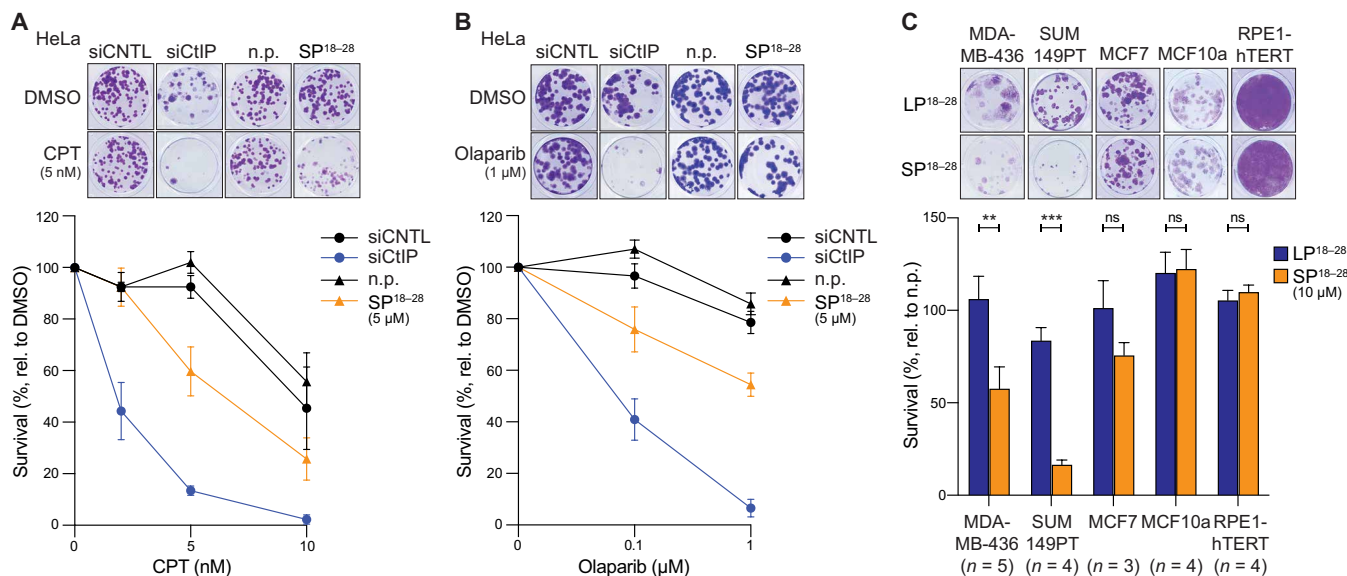 A
HeLa
siCNTL siCtIP n.p. SP¹⁸⁻²⁸
DMSO
CPT
(5 nM)
120
100
80
60
40
20
0
Survival (%, rel. to DMSO)
0 5 10
CPT (nM)
siCNTL
siCtIP
n.p.
SP¹⁸⁻²⁸
(5 µM)
B
HeLa
siCNTL siCtIP n.p. SP¹⁸⁻²⁸
DMSO
Olaparib
(1 µM)
120
100
80
60
40
20
0
Survival (%, rel. to DMSO)
0 0.1 1
Olaparib (µM)
siCNTL
siCtIP
n.p.
SP¹⁸⁻²⁸
(5 µM)
C
MDA-
MB-436
SUM
149PT
MCF7
MCF10a
RPE1-
hTERT
LP¹⁸⁻²⁸
SP¹⁸⁻²⁸
150
100
50
0
Survival (%, rel. to n.p.)
** *** ns ns ns
LP¹⁸⁻²⁸
SP¹⁸⁻²⁸
(10 µM)
MDA-
MB-436
(n = 5)
SUM
149PT
(n = 4)
MCF7
(n = 3)
MCF10a
(n = 4)
RPE1-
hTERT
(n = 4)